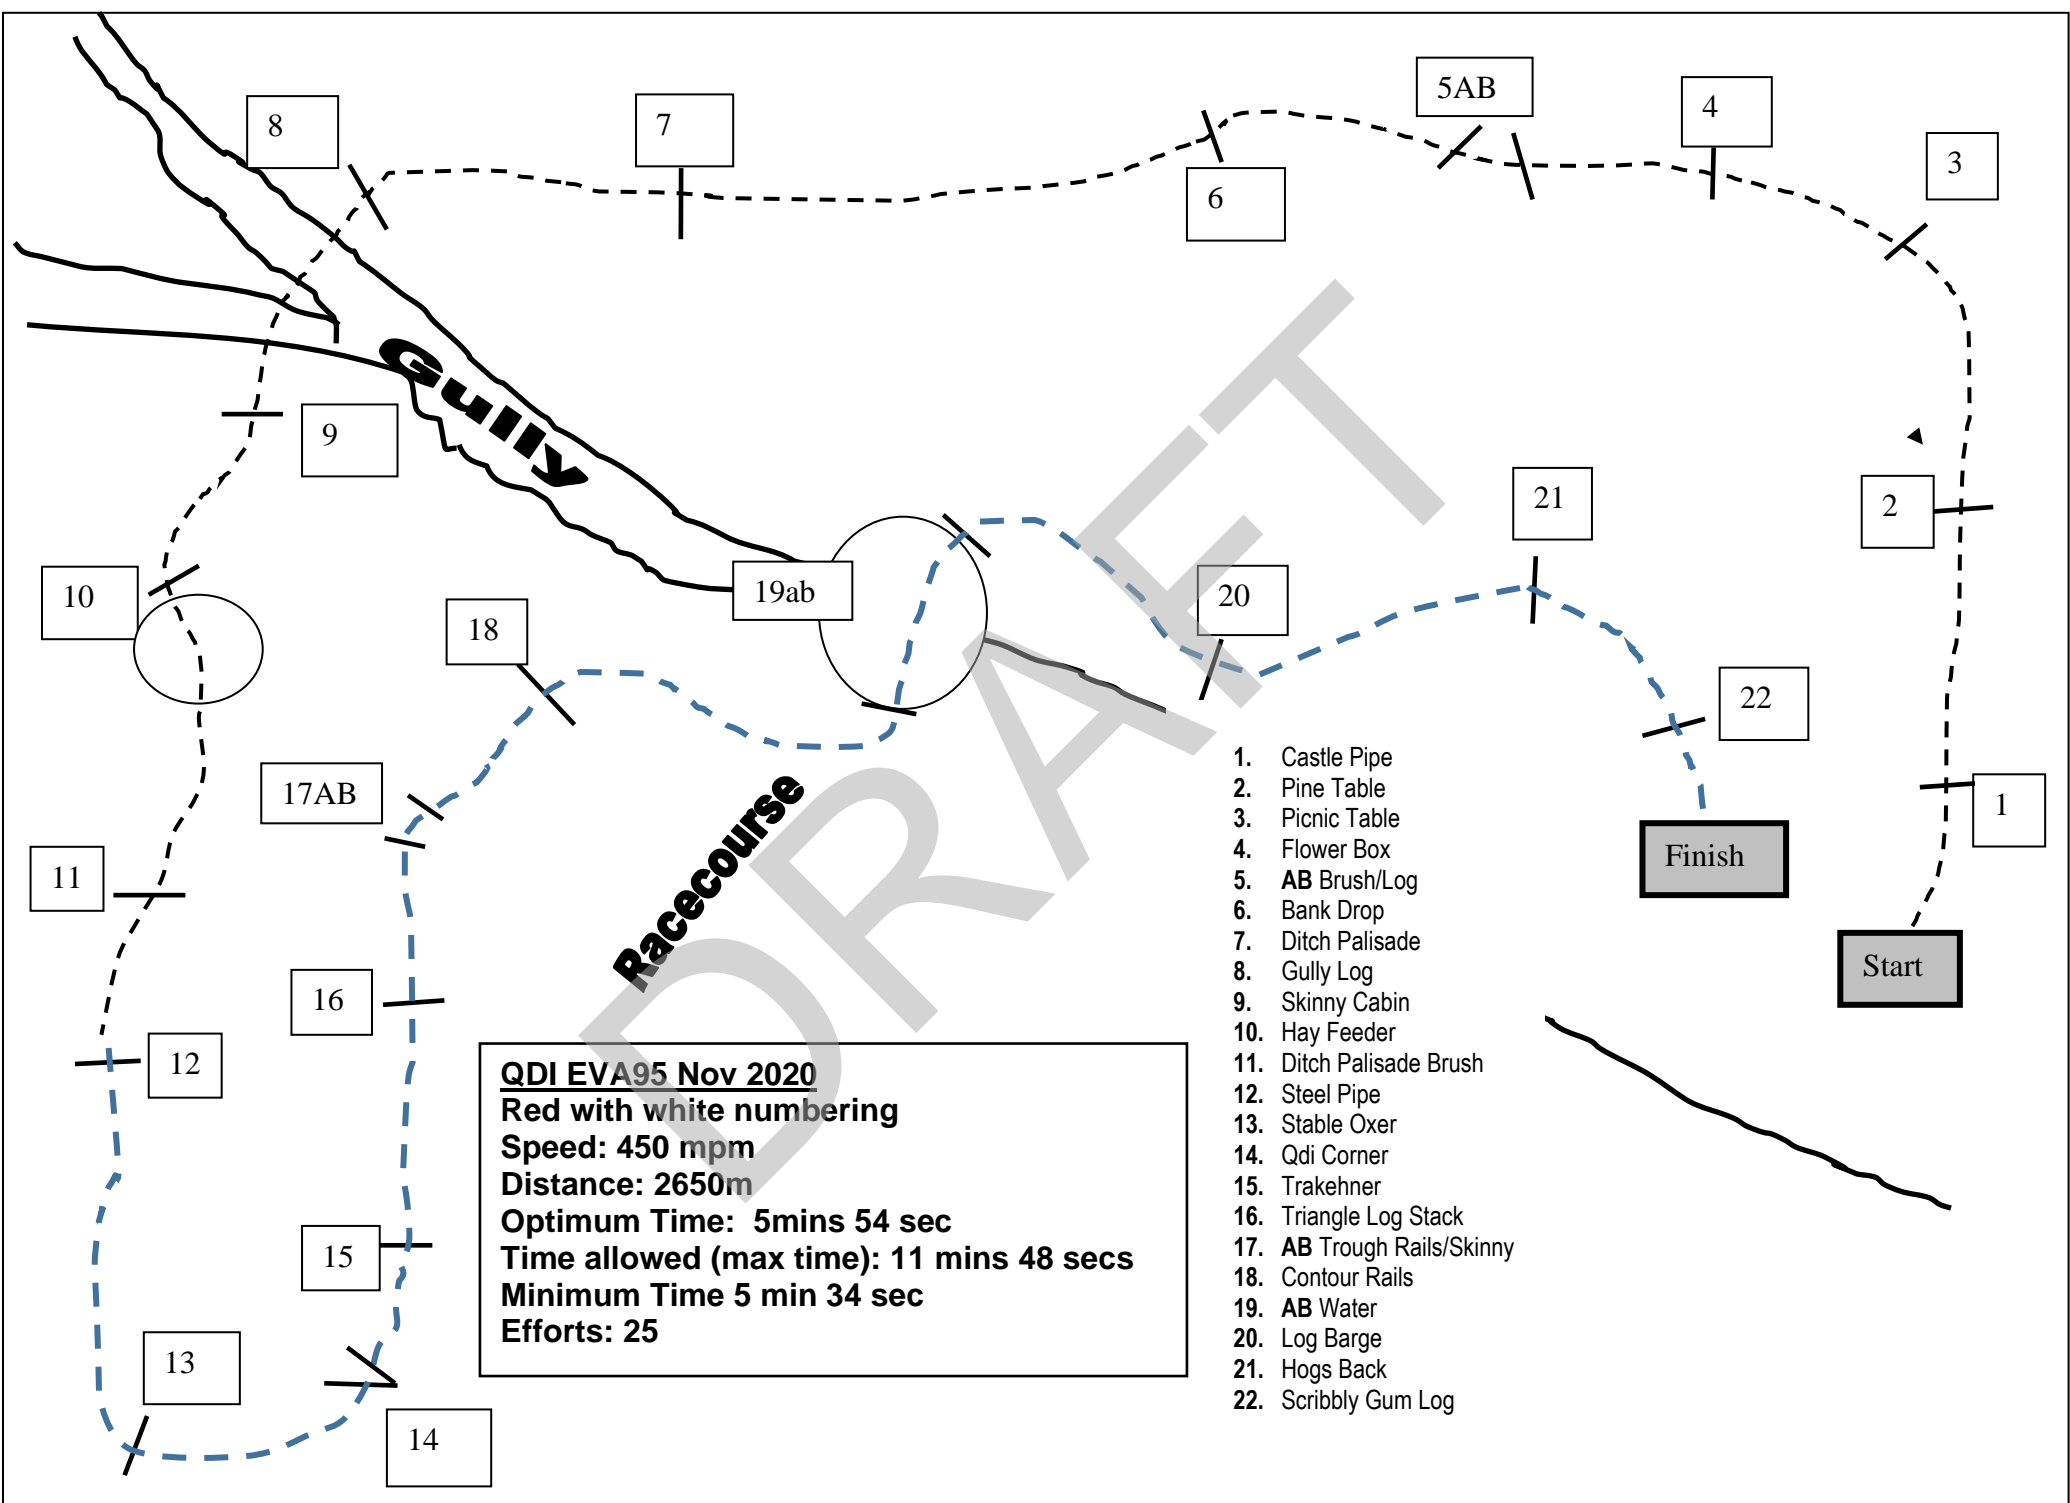 5AB
4
8
7
3
6
Gully
9
21
2
10
19ab
20
18
22
17AB
1
Racecourse
Finish
11
Start
16
12
15
13
14
DRAFT
1. Castle Pipe
2. Pine Table
3. Picnic Table
4. Flower Box
5. AB Brush/Log
6. Bank Drop
7. Ditch Palisade
8. Gully Log
9. Skinny Cabin
10. Hay Feeder
11. Ditch Palisade Brush
12. Steel Pipe
13. Stable Oxer
14. Qdi Corner
15. Trakehner
16. Triangle Log Stack
17. AB Trough Rails/Skinny
18. Contour Rails
19. AB Water
20. Log Barge
21. Hogs Back
22. Scribbly Gum Log
QDI EVA95 Nov 2020
Red with white numbering
Speed: 450 mpm
Distance: 2650m
Optimum Time: 5mins 54 sec
Time allowed (max time): 11 mins 48 secs
Minimum Time 5 min 34 sec
Efforts: 25